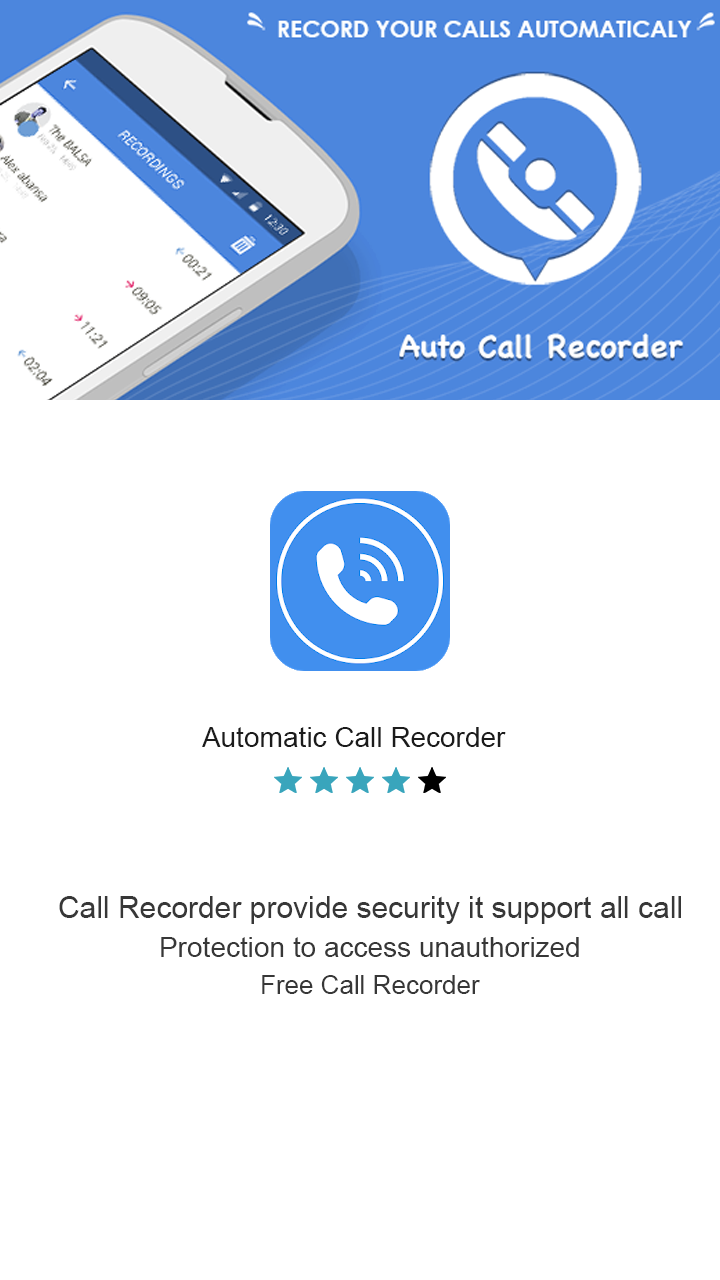 RECORD YOUR CALLS AUTOMATICALY
12:30
RECORDINGS
The BALSA
Alex abansa
00:21
09:05
11:21
02:04
Auto Call Recorder
Automatic Call Recorder
Call Recorder provide security it support all call
Protection to access unauthorized
Free Call Recorder